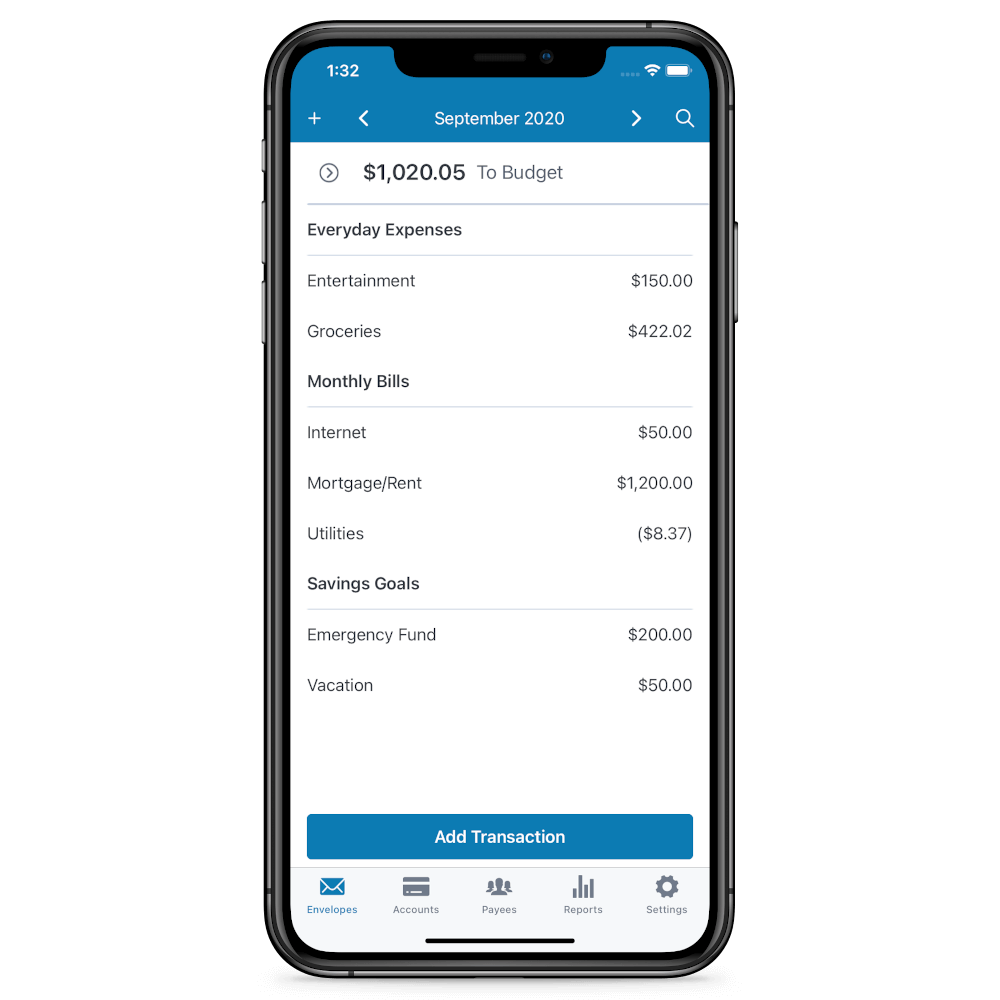 1:32
+ September 2020
$1,020.05 To Budget
Everyday Expenses
Entertainment $150.00
Groceries $422.02
Monthly Bills
Internet $50.00
Mortgage/Rent $1,200.00
Utilities ($8.37)
Savings Goals
Emergency Fund $200.00
Vacation $50.00
Add Transaction
Envelopes Accounts Payees Reports Settings